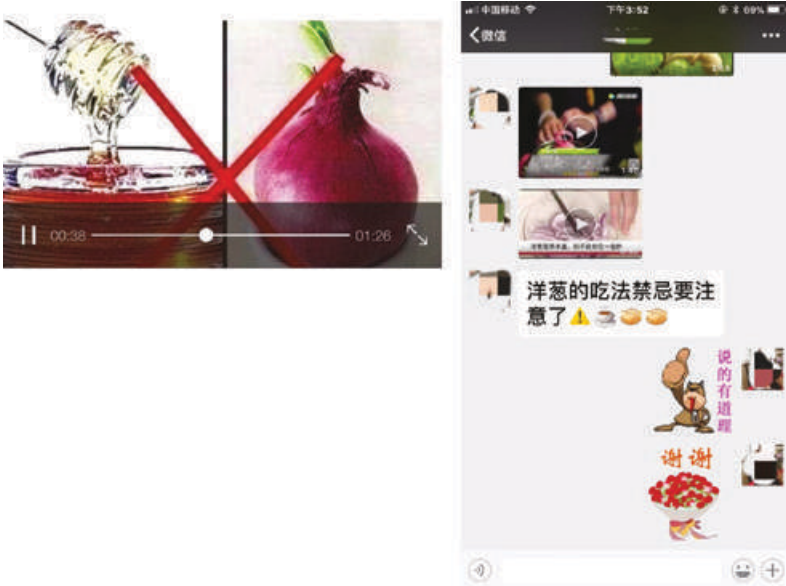 00:38
01:26
中国移动
下午3:52
69%
微信
洋葱的吃法禁忌要注
意了
说的有道理
谢谢